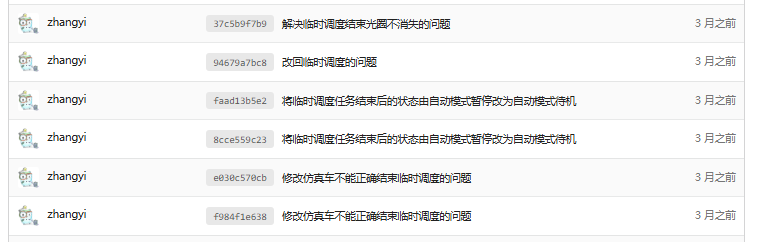 zhangyi 37c5b9f7b9 解决临时调度结束光圈不消失的问题 3 月之前
zhangyi 94679a7bc8 改回临时调度的问题 3 月之前
zhangyi faad13b5e2 将临时调度任务结束后的状态由自动模式暂停改为自动模式待机 3 月之前
zhangyi 8cce559c23 将临时调度任务结束后的状态由自动模式暂停改为自动模式待机 3 月之前
zhangyi e030c570cb 修改仿真车不能正确结束临时调度的问题 3 月之前
zhangyi f984f1e638 修改仿真车不能正确结束临时调度的问题 3 月之前